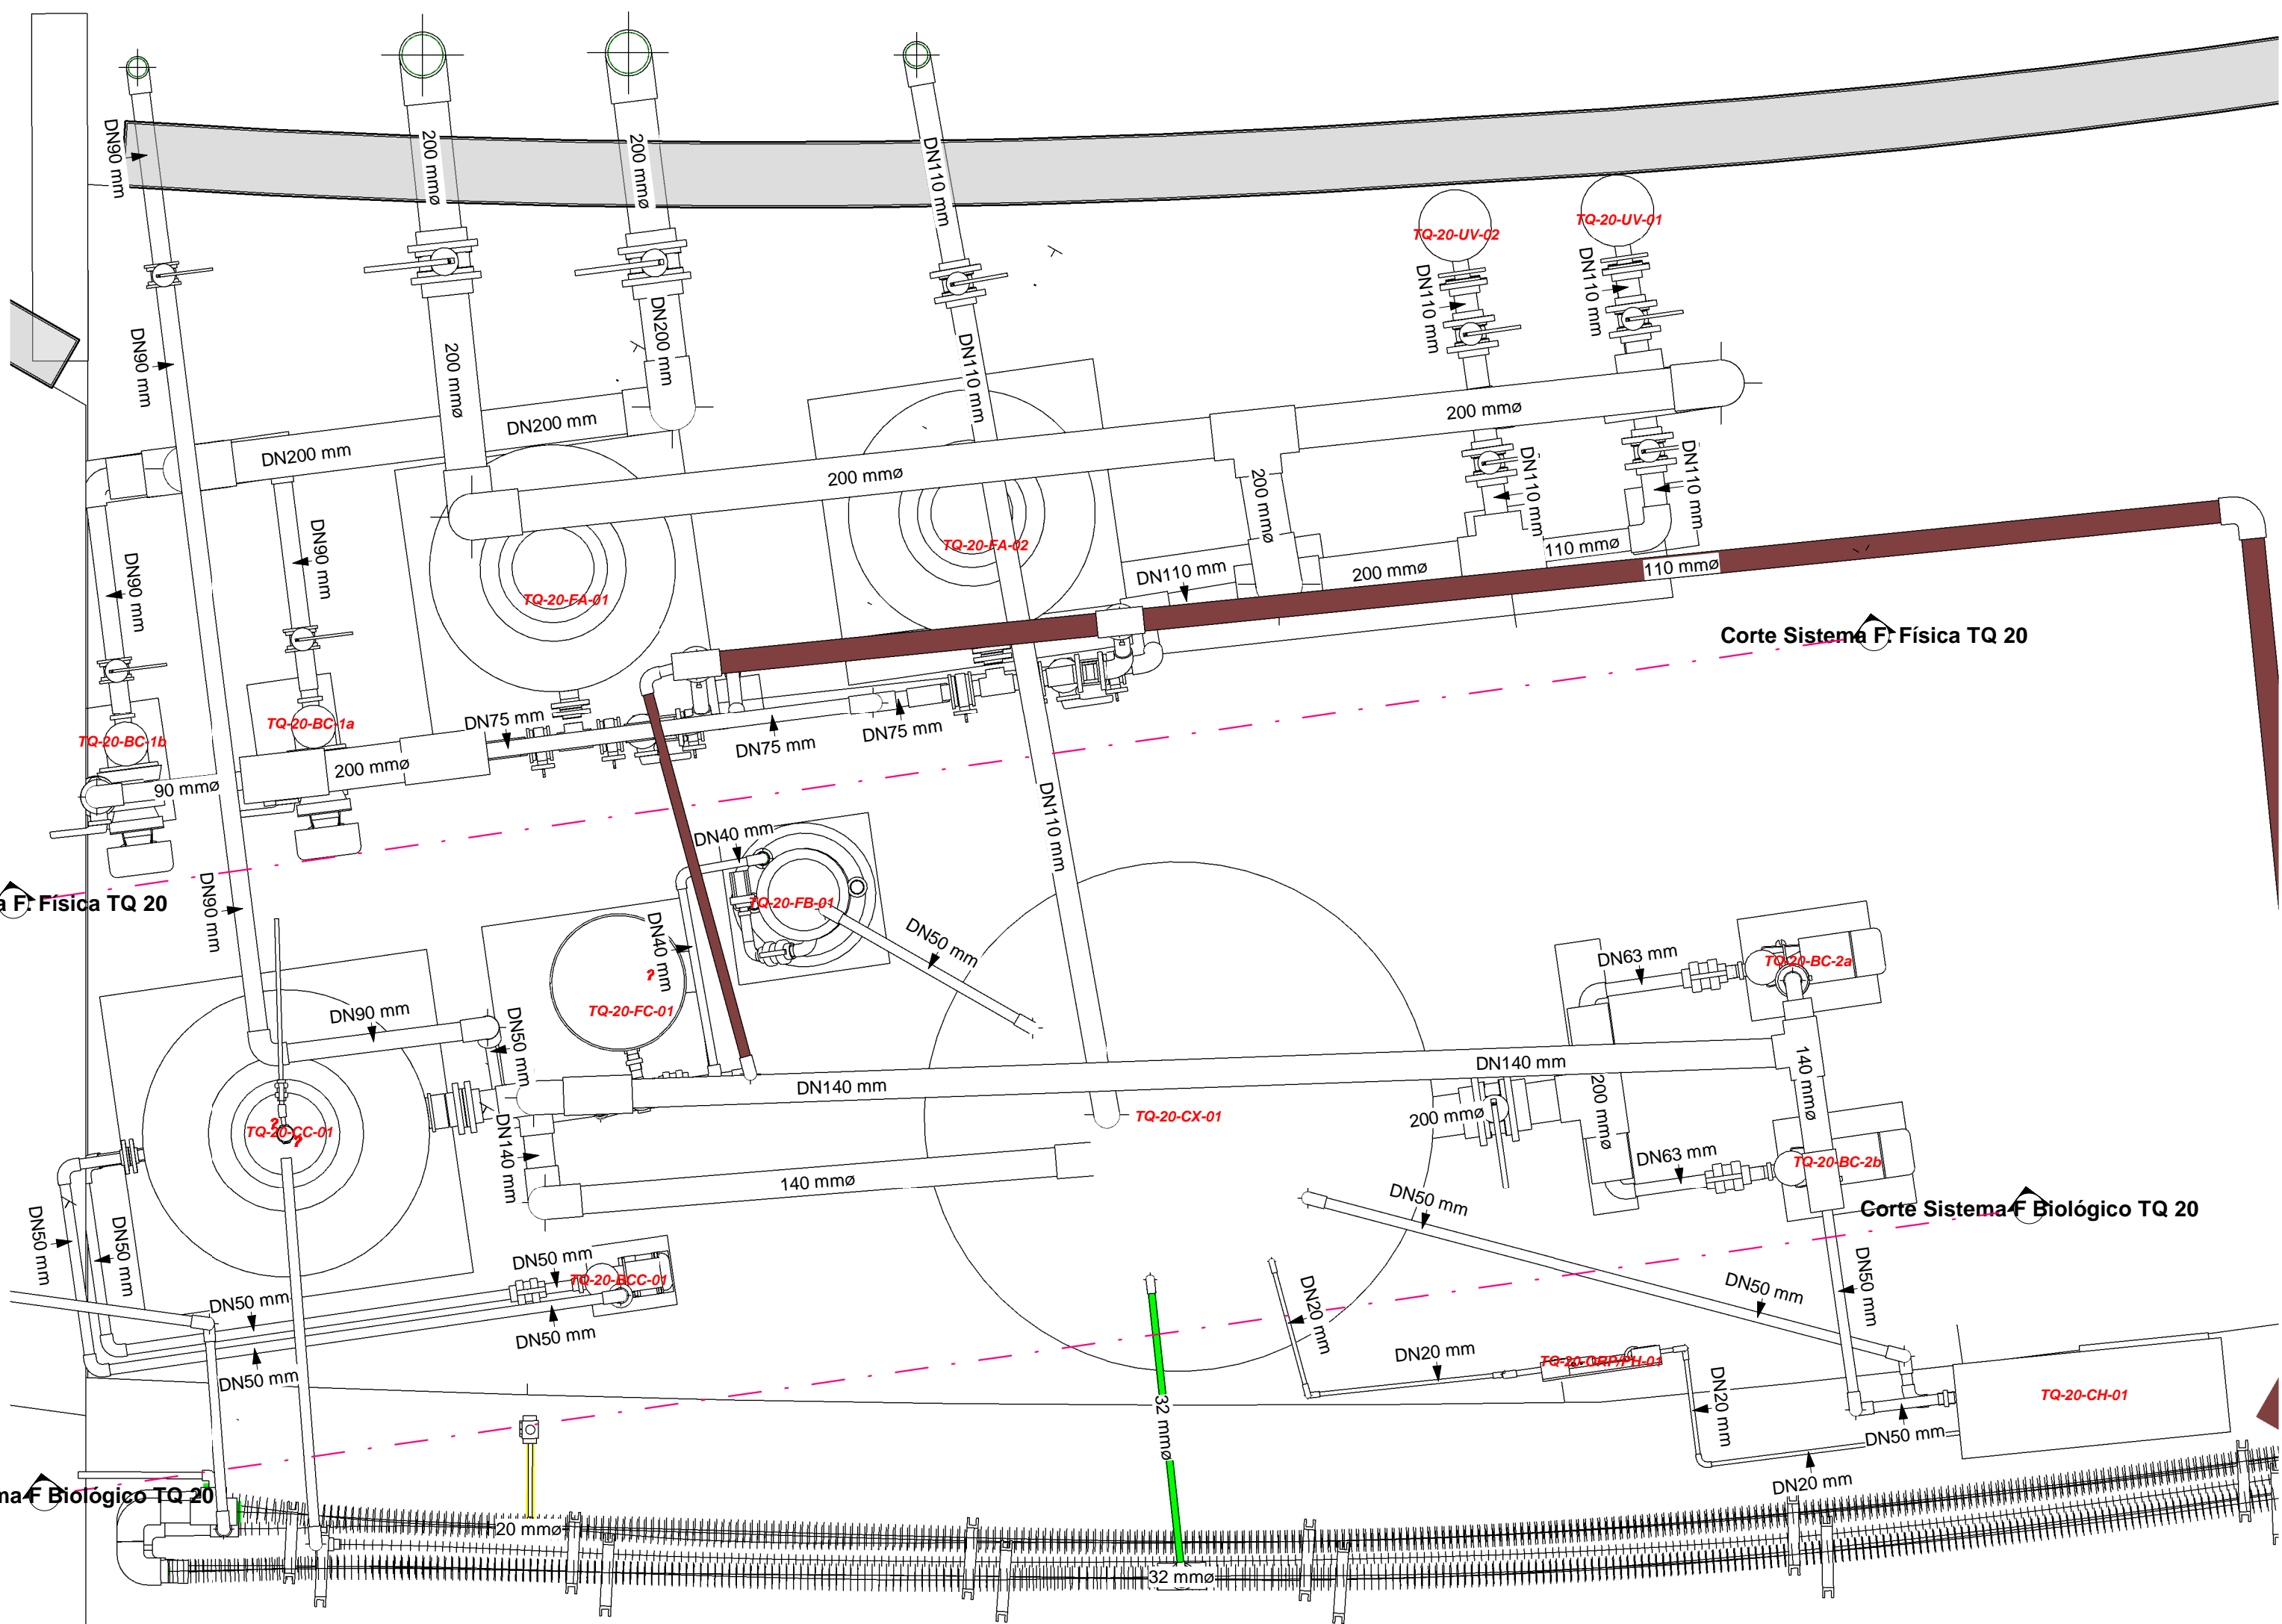 DN90 mm
200 mmø
200 mmø
DN110 mm
TQ-20-UV-02
TQ-20-UV-01
DN110 mm
DN110 mm
DN90 mm
200 mmø
DN200 mm
DN110 mm
DN200 mm
DN200 mm
200 mmø
200 mmø
200 mmø
DN110 mm
DN110 mm
DN90 mm
DN90 mm
TQ-20-FA-01
TQ-20-FA-02
DN110 mm
200 mmø
110 mmø
110 mmø
Corte Sistema F. Física TQ 20
TQ-20-BC-1b
TQ-20-BC-1a
DN75 mm
DN75 mm
DN75 mm
200 mmø
90 mmø
DN110 mm
DN40 mm
a F. Física TQ 20
DN90 mm
TQ-20-FB-01
DN40 mm
DN50 mm
?
TQ-20-FC-01
DN63 mm
TQ-20-BC-2a
DN90 mm
DN50 mm
DN140 mm
DN140 mm
140 mmø
200 mmø
200 mmø
TQ-20-CX-01
?
TQ-20-CC-01
?
DN140 mm
140 mmø
DN63 mm
TQ-20-BC-2b
DN50 mm
Corte Sistema F Biológico TQ 20
DN50 mm
DN50 mm
DN50 mm
TQ-20-BCC-01
DN50 mm
DN50 mm
DN50 mm
DN20 mm
DN50 mm
DN50 mm
DN20 mm
TQ-20-ORP/PH-01
DN20 mm
TQ-20-CH-01
32 mmø
DN50 mm
DN20 mm
ma F Biológico TQ 20
20 mmø
32 mmø